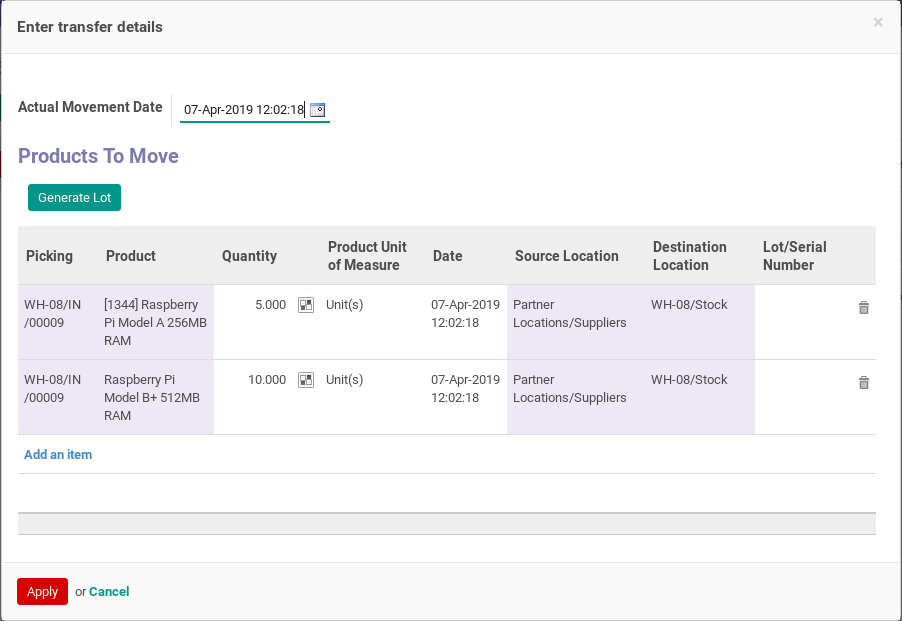 Enter transfer details
×
Actual Movement Date
07-Apr-2019 12:02:18
Products To Move
Generate Lot
Picking Product Quantity Product Unit of Measure Date Source Location Destination Location Lot/Serial Number
WH-08/IN [1344] Raspberry 5.000 Unit(s) 07-Apr-2019 Partner WH-08/Stock
/00009 Pi Model A 256MB 12:02:18 Locations/Suppliers
RAM
WH-08/IN Raspberry Pi 10.000 Unit(s) 07-Apr-2019 Partner WH-08/Stock
/00009 Model B+ 512MB 12:02:18 Locations/Suppliers
RAM
Add an item
Apply or Cancel